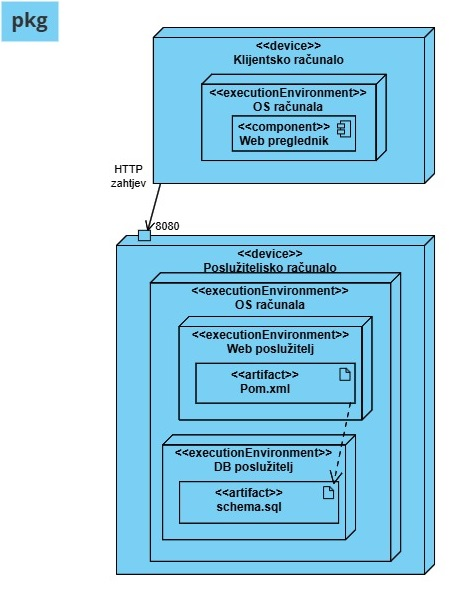 pkg
<<device>>
Klijentsko računalo
<<executionEnvironment>>
OS računala
<<component>>
Web preglednik
HTTP
zahtjev
8080
<<device>>
Poslužiteljsko računalo
<<executionEnvironment>>
OS računala
<<executionEnvironment>>
Web poslužitelj
<<artifact>>
Pom.xml
<<executionEnvironment>>
DB poslužitelj
<<artifact>>
schema.sql